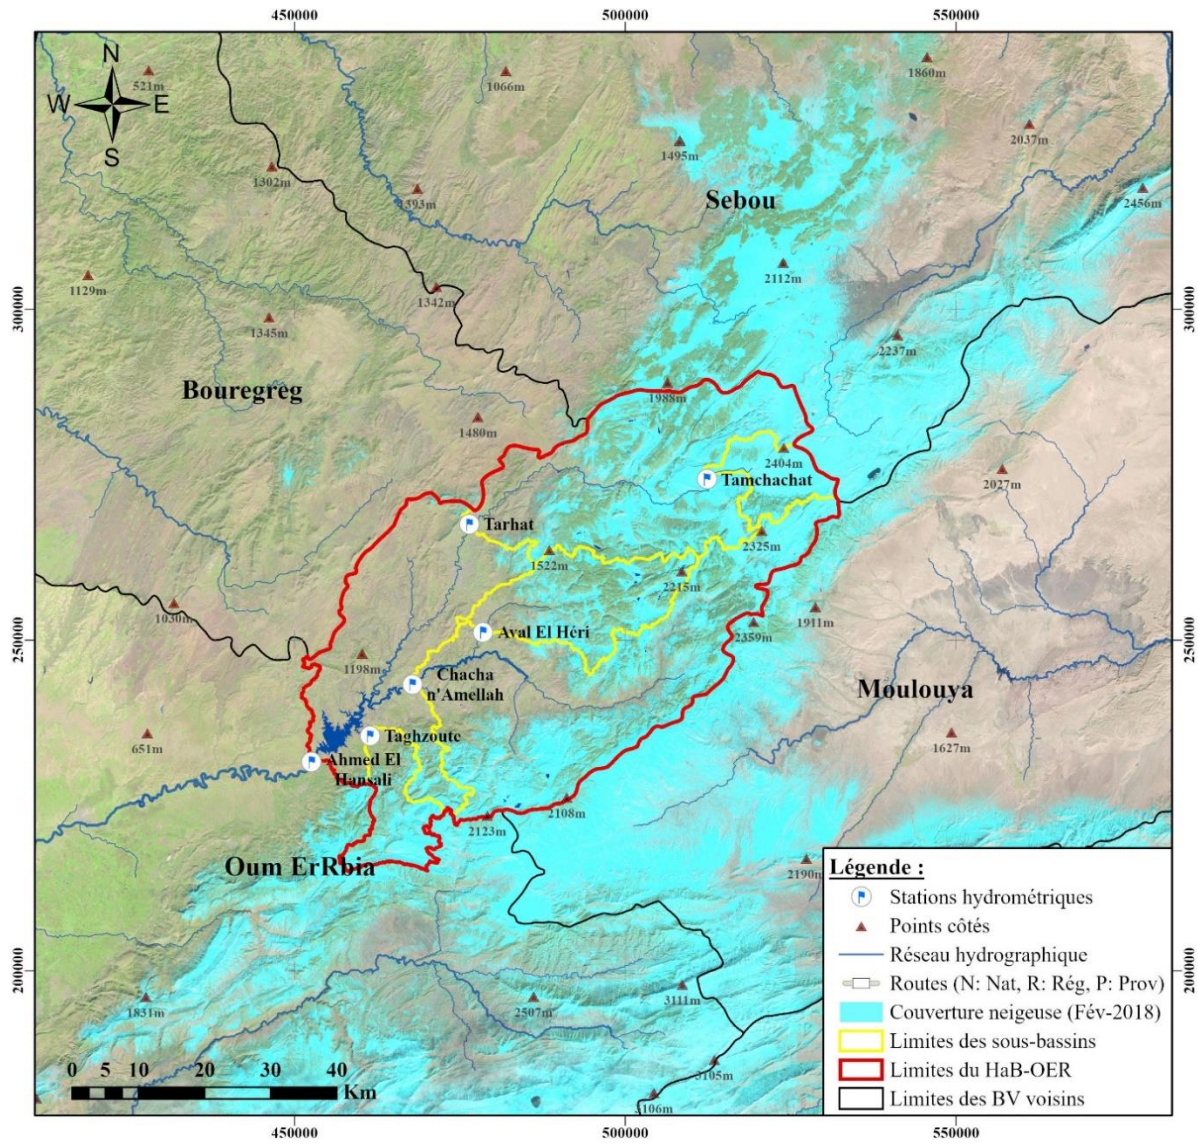 450000
500000
550000
N
W
E
S
521m
1066m
1860m
2037m
1495m
1302m
1393m
Sebou
2456m
2112m
1129m
1342m
300000
300000
1345m
2237m
Bouregreg
1988m
1480m
2404m
Tamchachat
2027m
Tarhat
2325m
1522m
2215m
1030m
1911m
Aval El Héri
2359m
250000
250000
1198m
Chacha
n'Amellah
Moulouya
651m
Taghzoute
1627m
Ahmed El
Hansali
2108m
2123m
Oum ErRbia
2190m
Légende :
Stations hydrométriques
Points côtés
Réseau hydrographique
Routes (N: Nat, R: Rég, P: Prov)
Couverture neigeuse (Fév-2018)
Limites des sous-bassins
Limites du HaB-OER
Limites des BV voisins
200000
200000
1831m
2507m
3111m
3105m
3106m
0 5 10 20 30 40
Km
450000
500000
550000